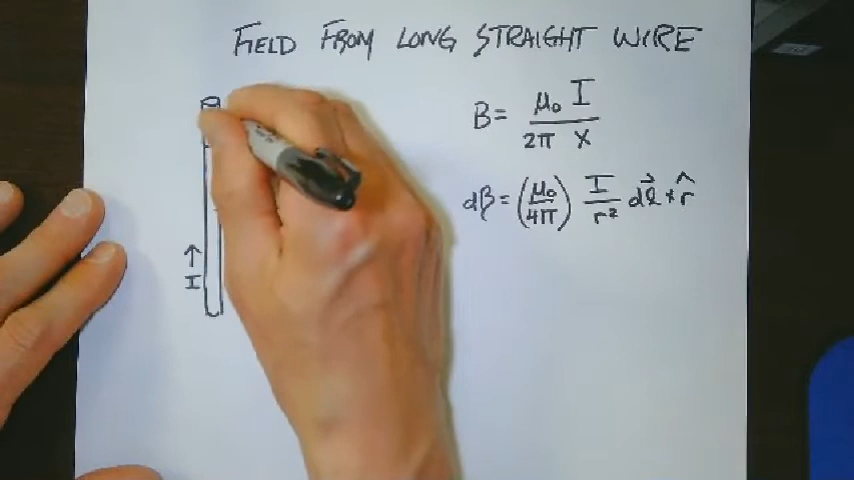 FIELD FROM LONG STRAIGHT WIRE
B = μ₀ I / 2π x
dB = (μ₀/4π) I/r² dl⃗ × r̂
↑
I